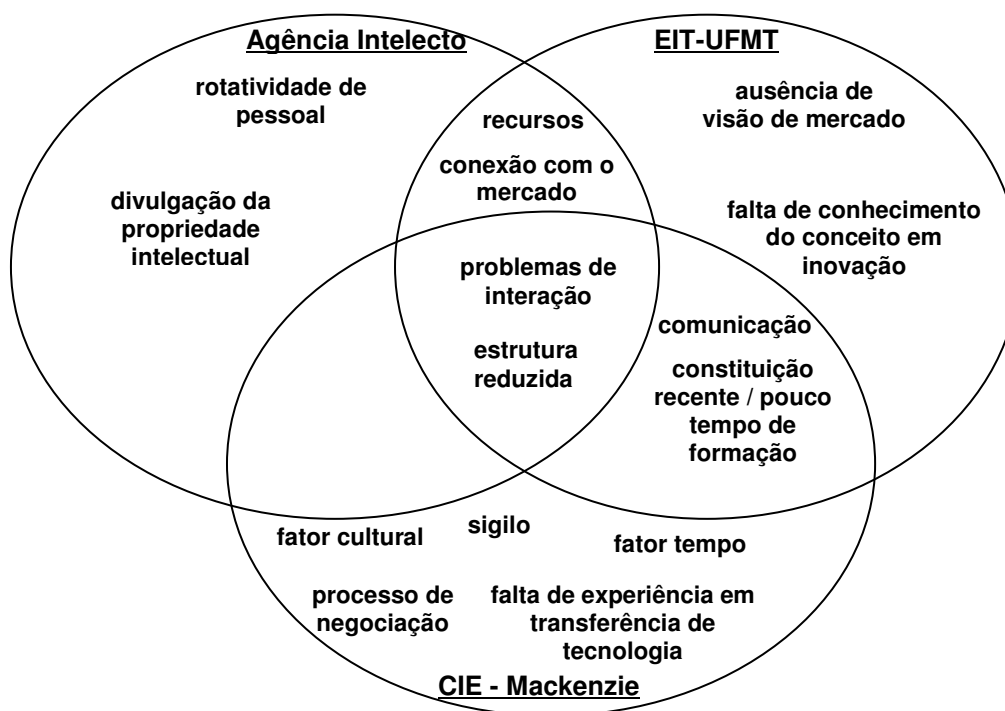 Agência Intelecto
EIT-UFMT
rotatividade de
pessoal
recursos
ausência de
visão de mercado
conexão com o
mercado
divulgação da
propriedade
intelectual
falta de conhecimento
do conceito em
inovação
problemas de
interação
comunicação
estrutura
reduzida
constituição
recente / pouco
tempo de
formação
fator cultural
sigilo
fator tempo
processo de
negociação
falta de experiência em
transferência de
tecnologia
CIE - Mackenzie